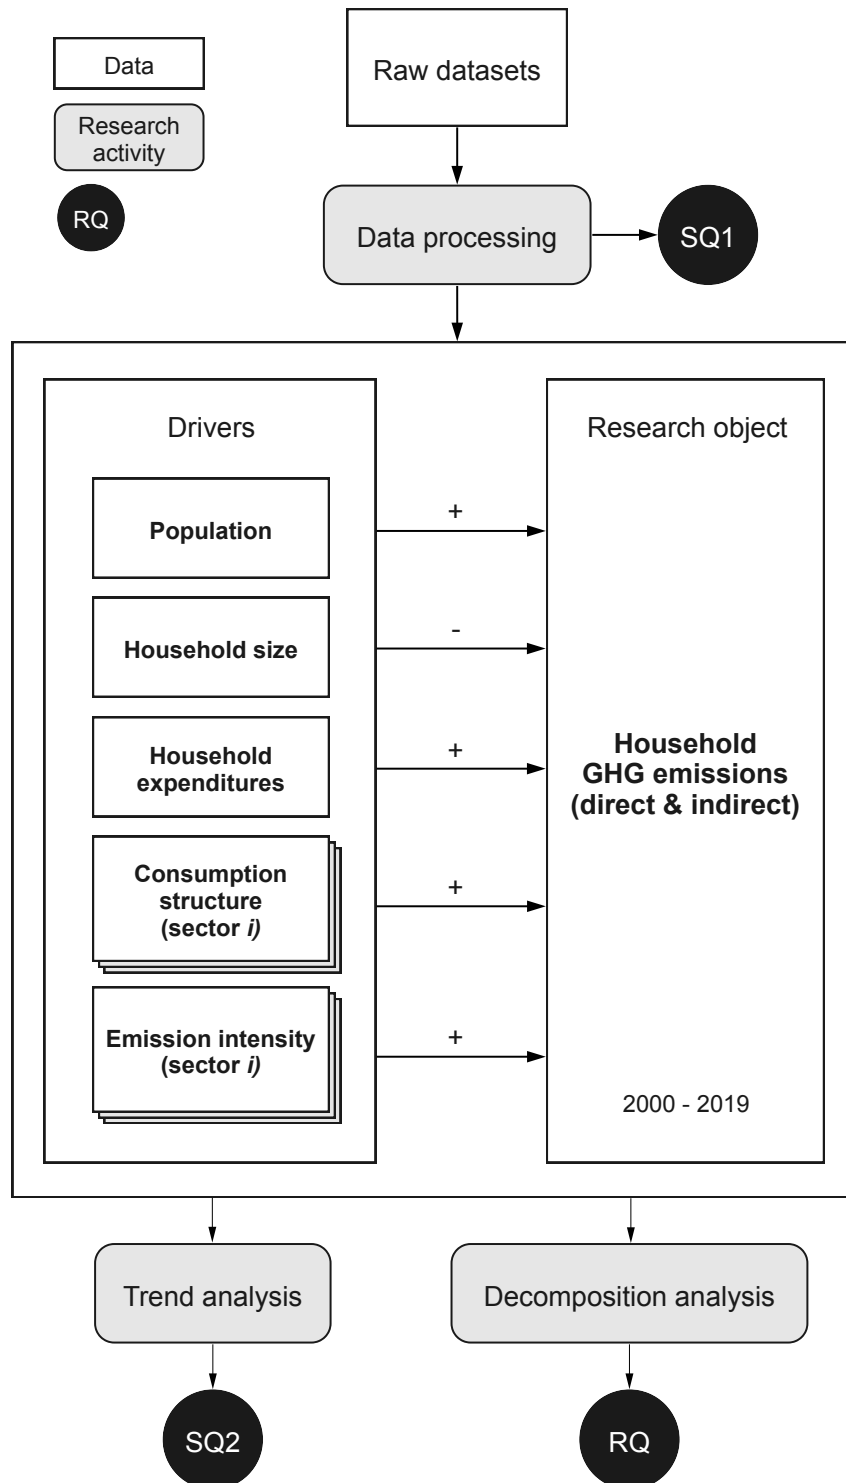 Data
Research
activity
RQ
Raw datasets
Data processing
SQ1
Drivers
Research object
Population
+
Household size
-
Household
expenditures
+
Household
GHG emissions
(direct & indirect)
Consumption
structure
(sector i)
+
Emission intensity
(sector i)
+
2000 - 2019
Trend analysis
Decomposition analysis
SQ2
RQ